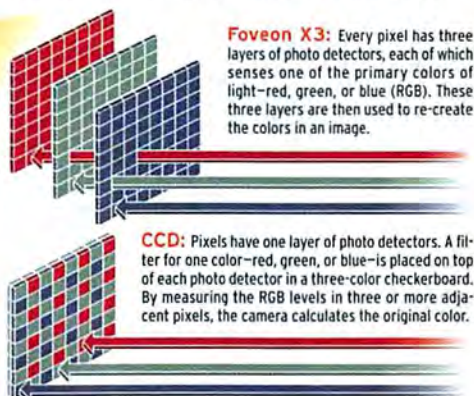 Foveon X3: Every pixel has three
layers of photo detectors, each of which
senses one of the primary colors of
light—red, green, or blue (RGB). These
three layers are then used to re-create
the colors in an image.
CCD: Pixels have one layer of photo detectors. A fil-
ter for one color—red, green, or blue—is placed on top
of each photo detector in a three-color checkerboard.
By measuring the RGB levels in three or more adja-
cent pixels, the camera calculates the original color.